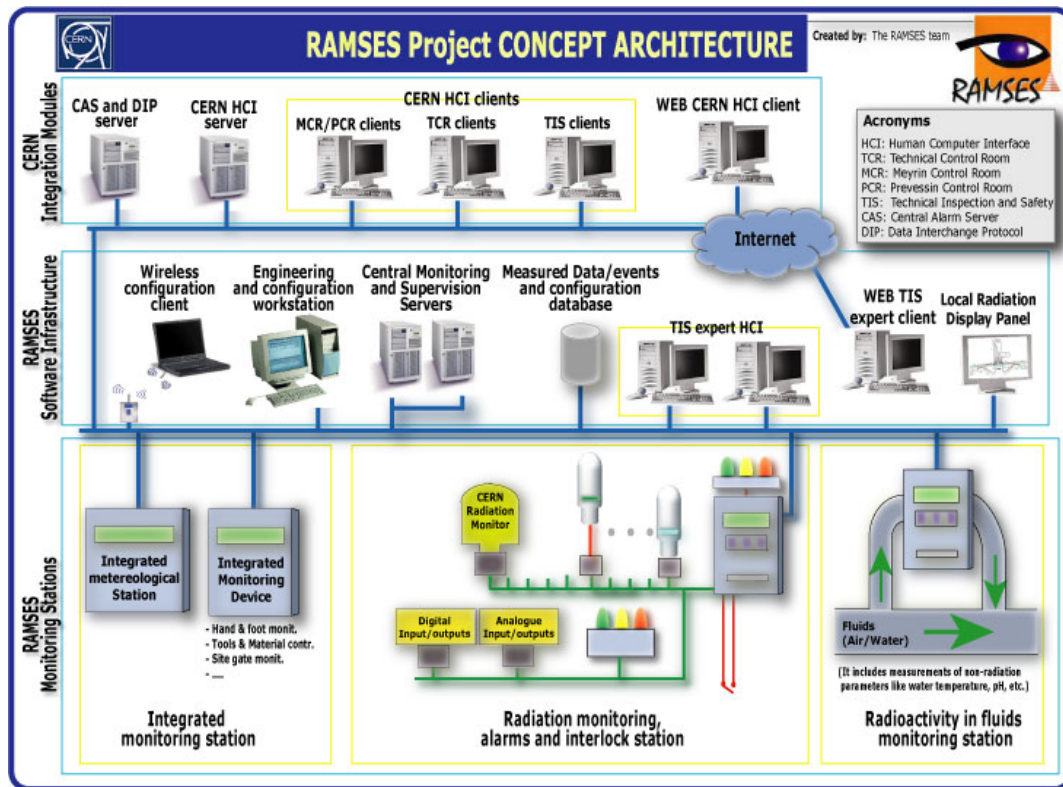 CERN
RAMSES Project CONCEPT ARCHITECTURE
Created by: The RAMSES team
RAMSES
Acronyms
HCI: Human Computer Interface
TCR: Technical Control Room
MCR: Meyrin Control Room
PCR: Prevessin Control Room
TIS: Technical Inspection and Safety
CAS: Central Alarm Server
DIP: Data Interchange Protocol
CERN
Integration Modules
CAS and DIP
server
CERN HCI
server
CERN HCI clients
MCR/PCR clients
TCR clients
TIS clients
WEB CERN HCI client
Internet
RAMSES
Software Infrastructure
Wireless
configuration
client
Engineering
and configuration
workstation
Central Monitoring
and Supervision
Servers
Measured Data/events
and configuration
database
TIS expert HCI
WEB TIS
expert client
Local Radiation
Display Panel
RAMSES
Monitoring Stations
Integrated
metereological
Station
Integrated
Monitoring
Device
- Hand & foot monit.
- Tools & Material contr.
- Site gate monit.
- __
Integrated
monitoring station
CERN
Radiation
Monitor
Digital
Input/outputs
Analogue
Input/outputs
Radiation monitoring,
alarms and interlock station
Fluids
(Air/Water)
(It includes measurements of non-radiation
parameters like water temperature, pH, etc.)
Radioactivity in fluids
monitoring station